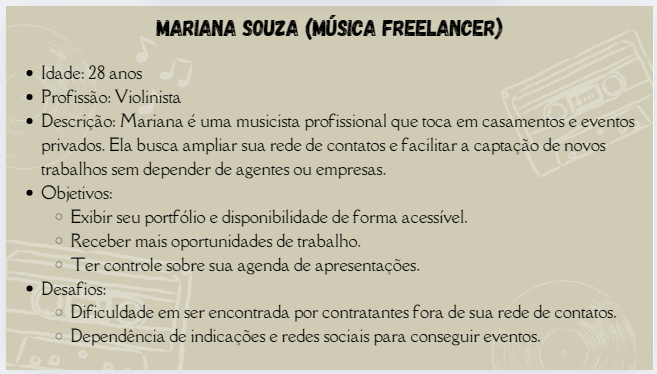 MARIANA SOUZA (MÚSICA FREELANCER)
• Idade: 28 anos
• Profissão: Violinista
• Descrição: Mariana é uma musicista profissional que toca em casamentos e eventos
privados. Ela busca ampliar sua rede de contatos e facilitar a captação de novos
trabalhos sem depender de agentes ou empresas.
• Objetivos:
○ Exibir seu portfólio e disponibilidade de forma acessível.
○ Receber mais oportunidades de trabalho.
○ Ter controle sobre sua agenda de apresentações.
• Desafios:
○ Dificuldade em ser encontrada por contratantes fora de sua rede de contatos.
○ Dependência de indicações e redes sociais para conseguir eventos.